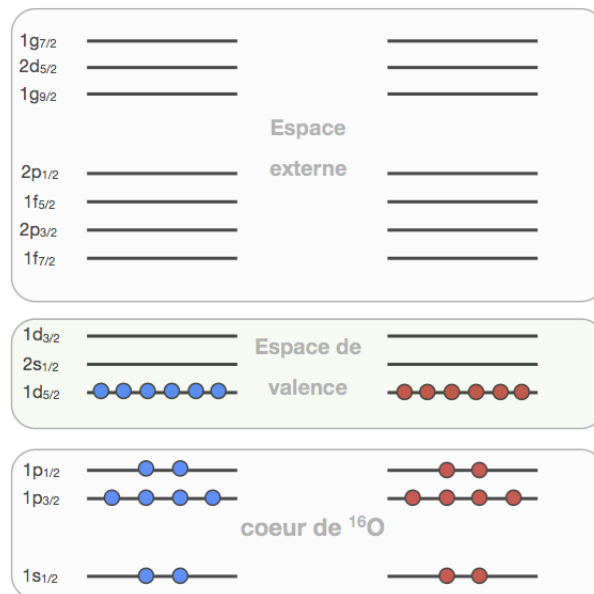 1g7/2
2d5/2
1g9/2
Espace
externe
2p1/2
1f5/2
2p3/2
1f7/2
1d3/2
Espace de
2s1/2
valence
1d5/2
1p1/2
1p3/2
coeur de 16O
1s1/2